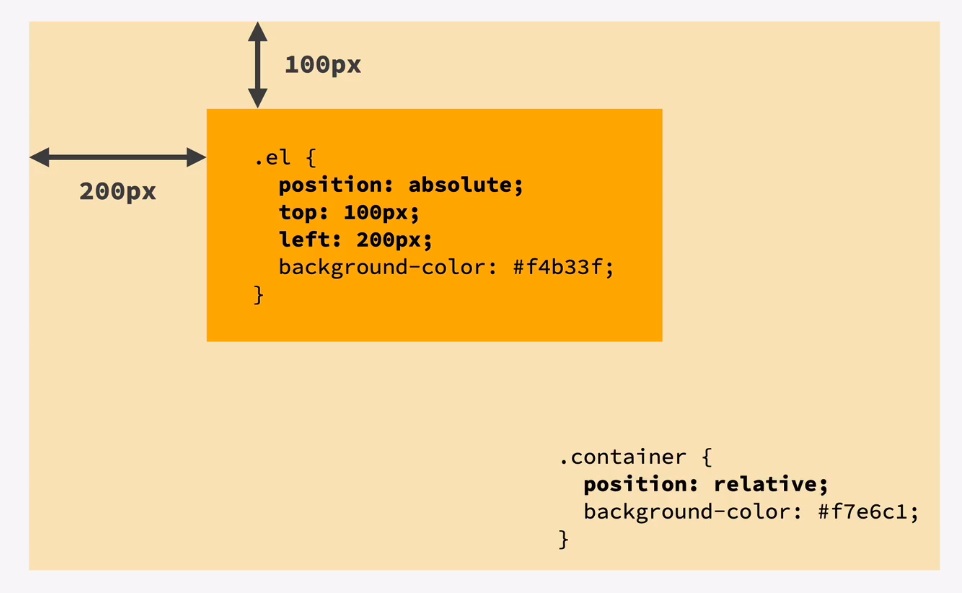 100px
200px
.el {
  position: absolute;
  top: 100px;
  left: 200px;
  background-color: #f4b33f;
}
.container {
  position: relative;
  background-color: #f7e6c1;
}